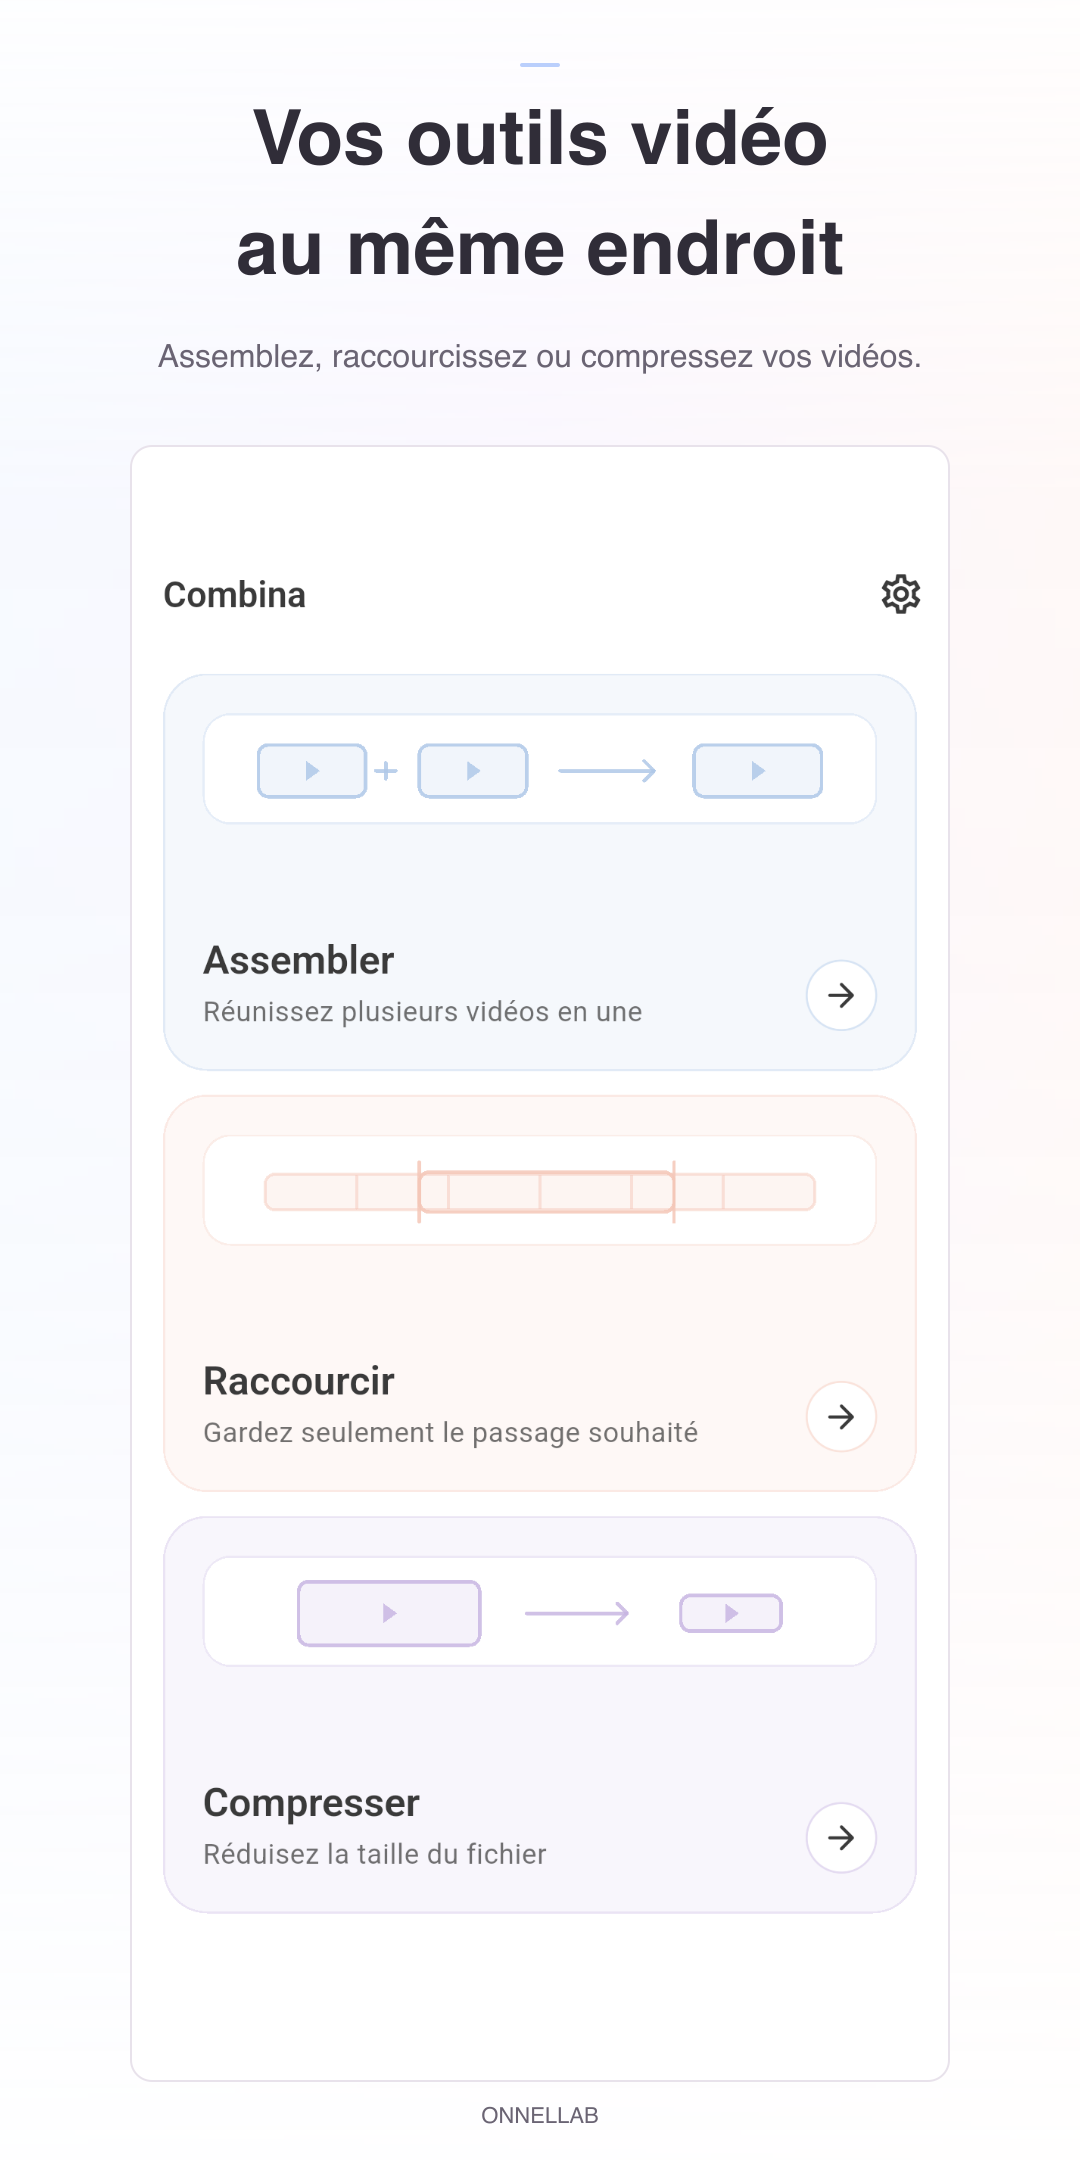 Vos outils vidéo
au même endroit
Assemblez, raccourcissez ou compressez vos vidéos.
Combina
Assembler
Réunissez plusieurs vidéos en une
Raccourcir
Gardez seulement le passage souhaité
Compresser
Réduisez la taille du fichier
ONNELLAB